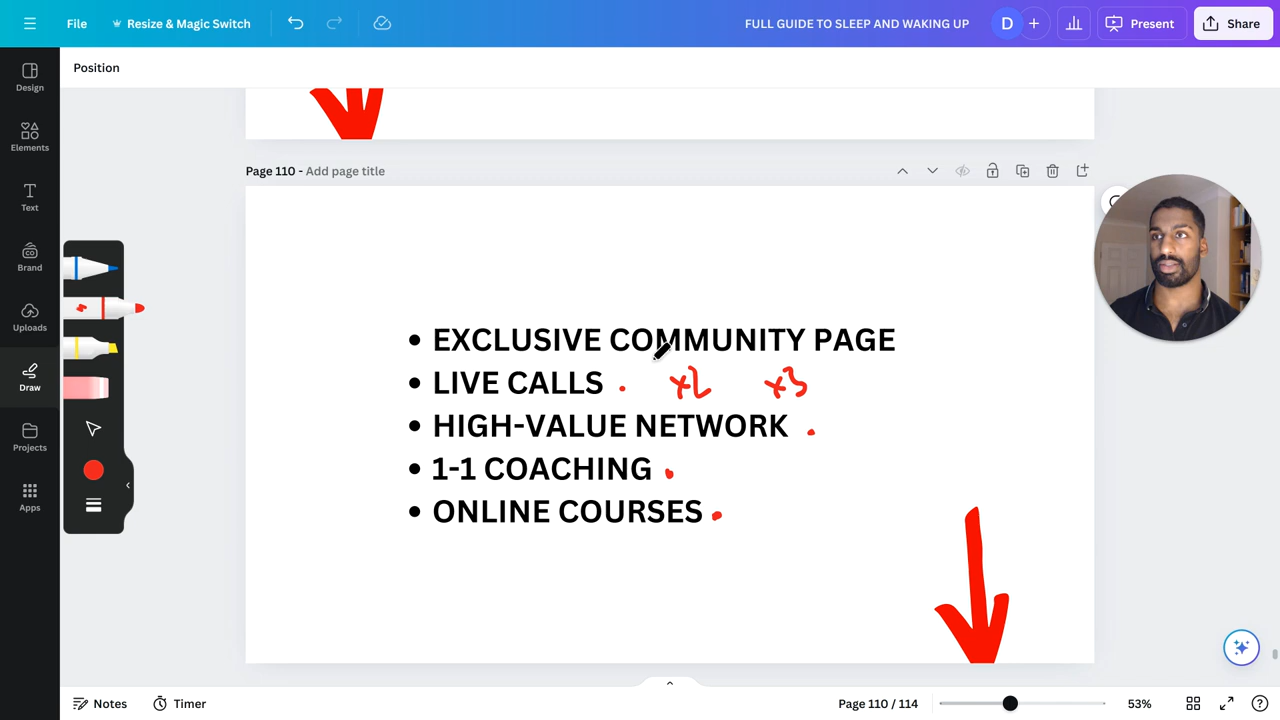 File
Resize & Magic Switch
FULL GUIDE TO SLEEP AND WAKING UP
D
Present
Share
Design
Elements
Text
Brand
Uploads
Draw
Projects
Apps
Position
Page 110 - Add page title
• EXCLUSIVE COMMUNITY PAGE
• LIVE CALLS . x2 x3
• HIGH-VALUE NETWORK .
• 1-1 COACHING .
• ONLINE COURSES .
Notes
Timer
Page 110 / 114
53%